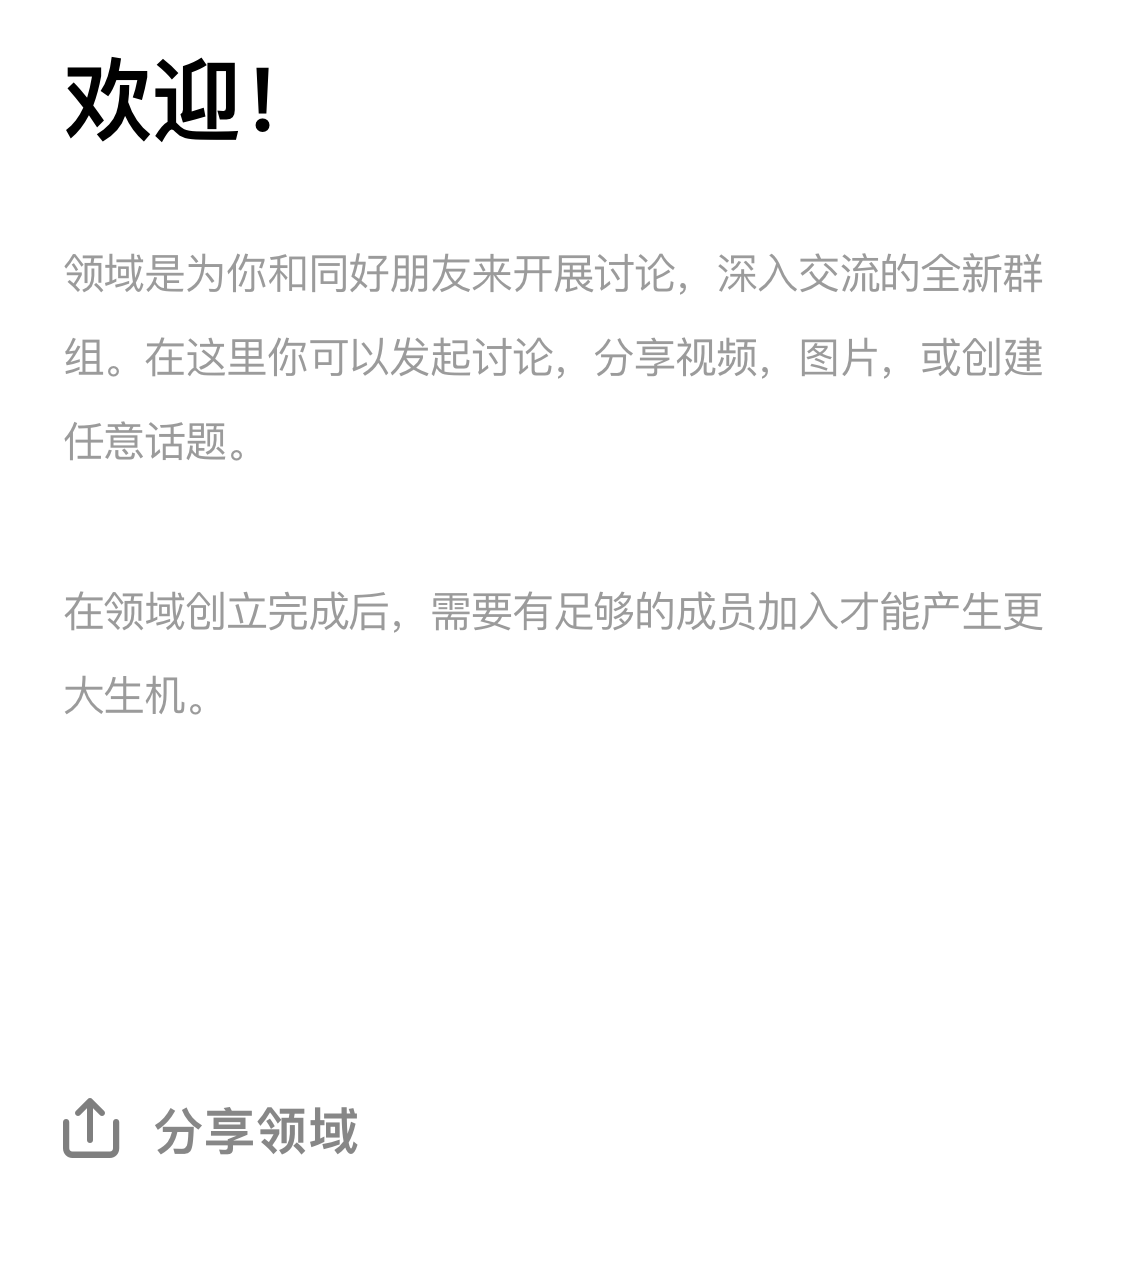 欢迎！
领域是为你和同好朋友来开展讨论，深入交流的全新群
组。在这里你可以发起讨论，分享视频，图片，或创建
任意话题。
在领域创立完成后，需要有足够的成员加入才能产生更
大生机。
分享领域